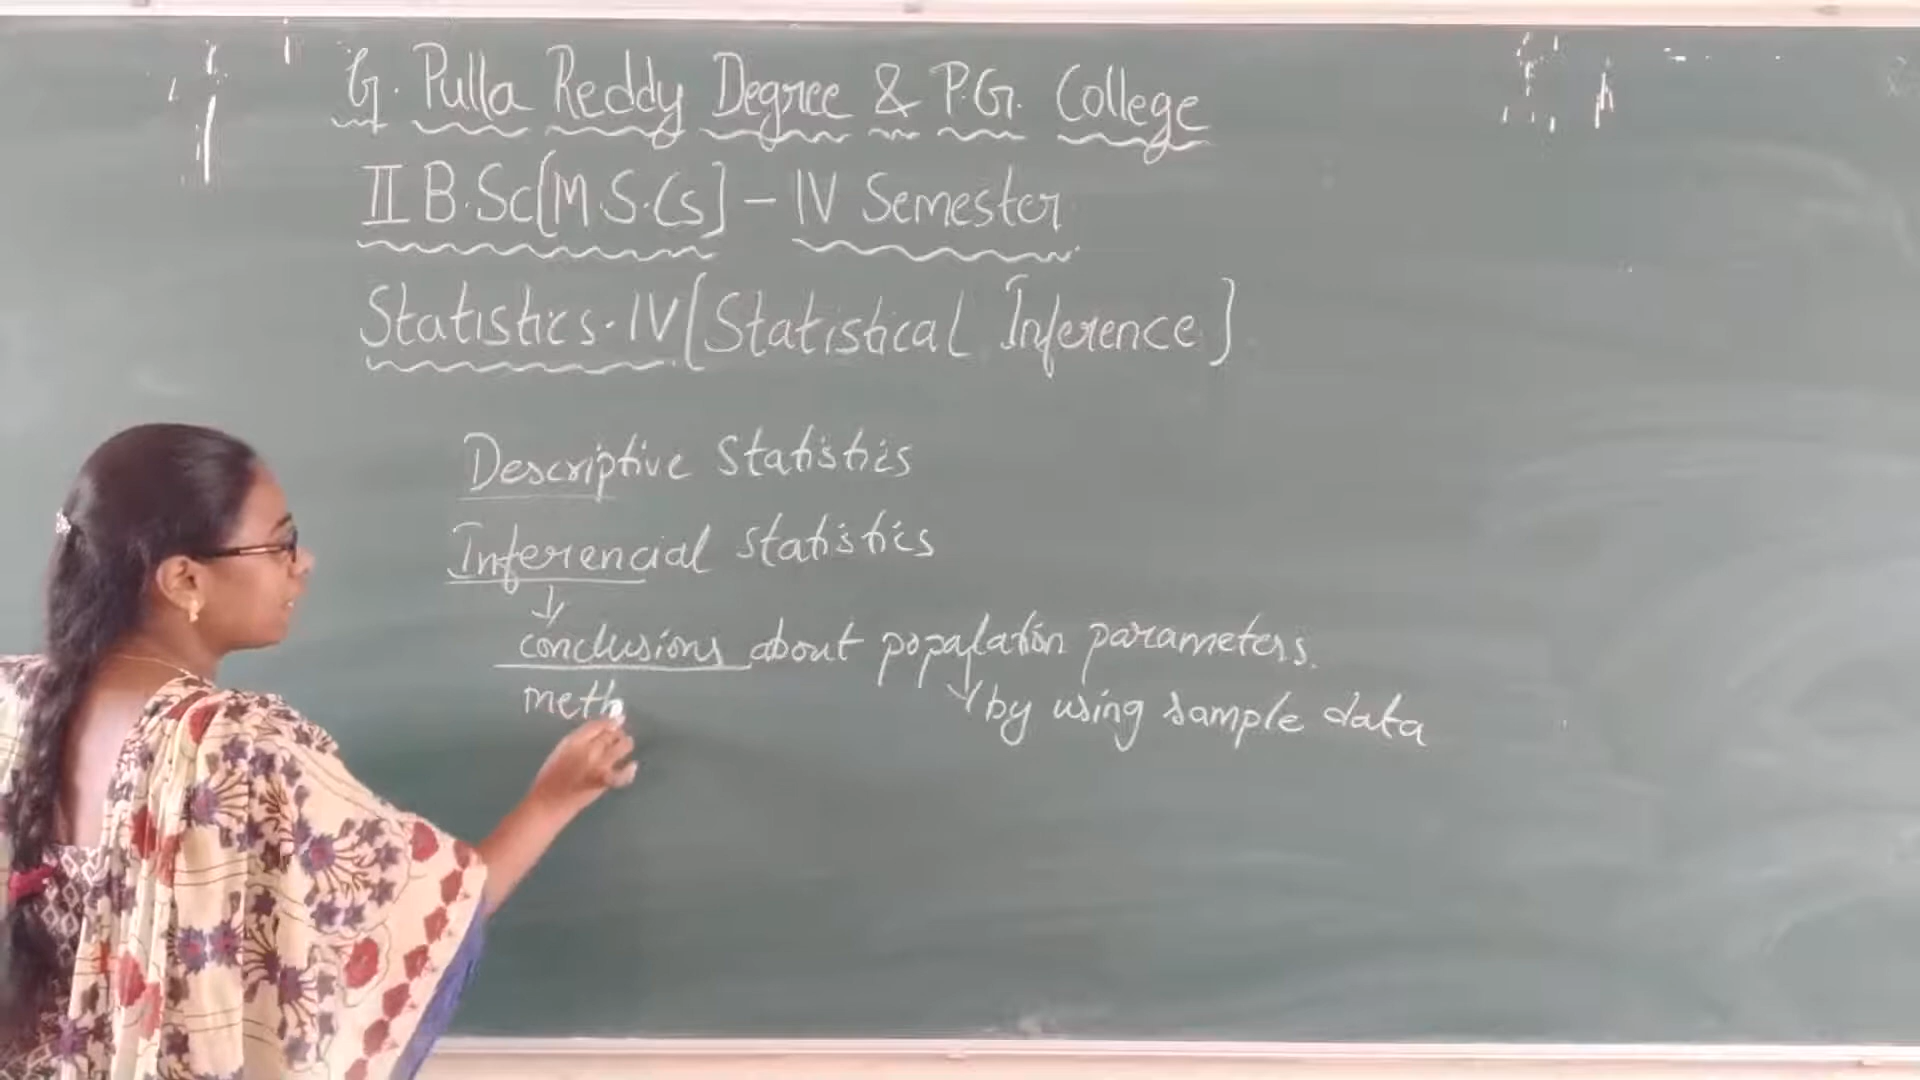 G. Pulla Reddy Degree & P.G. College
II B.Sc[M.S.Cs] - IV Semester
Statistics-IV[Statistical Inference]
Descriptive Statistics
Inferencial Statistics
conclusions about population parameters.
by using sample data
meth